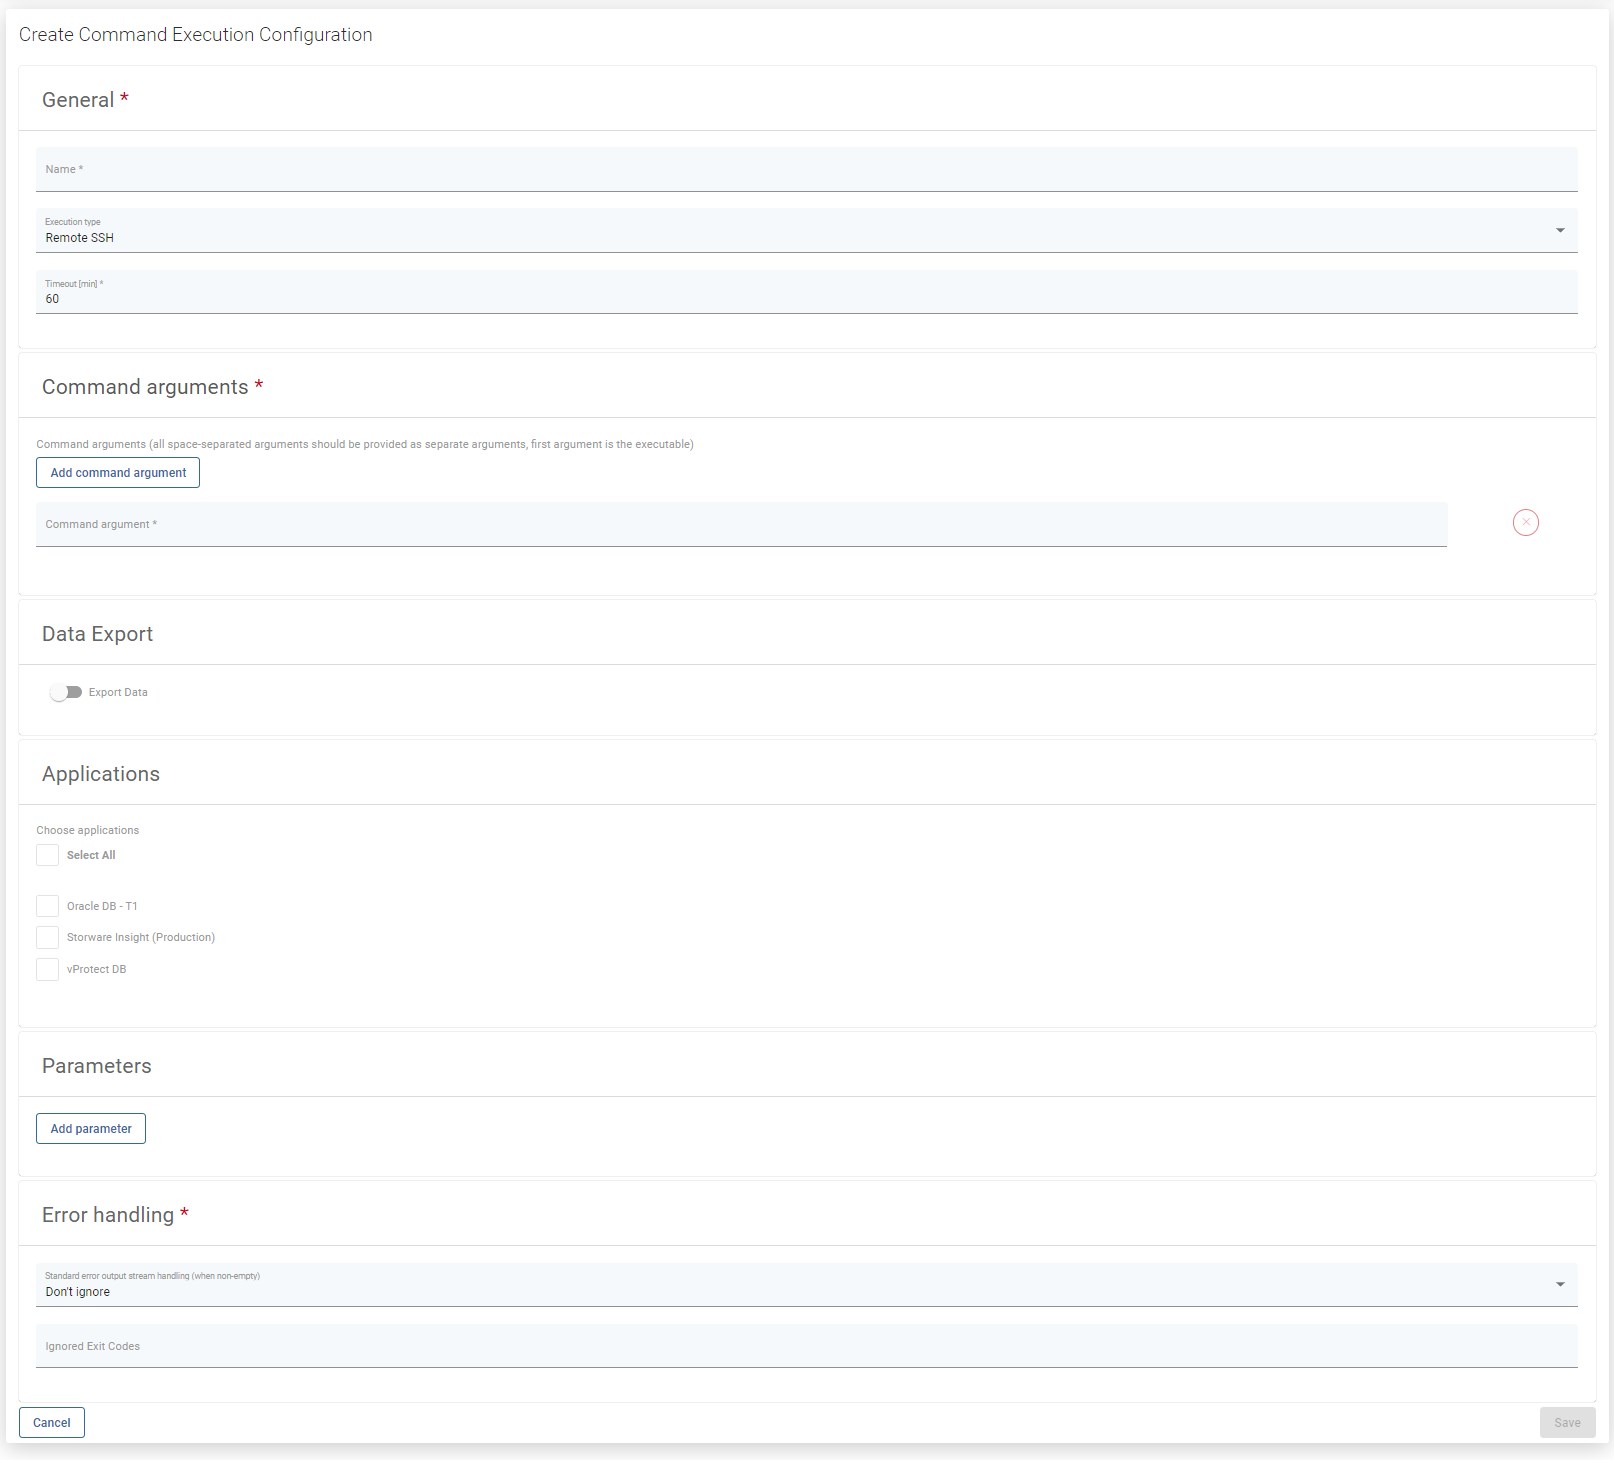 Create Command Execution Configuration
General *
Name *
Execution type
Remote SSH
Timeout [min] *
60
Command arguments *
Command arguments (all space-separated arguments should be provided as separate arguments, first argument is the executable)
Add command argument
Command argument *
Data Export
Export Data
Applications
Choose applications
Select All
Oracle DB - T1
Storware Insight (Production)
vProtect DB
Parameters
Add parameter
Error handling *
Standard error output stream handling (when non-empty)
Don't ignore
Ignored Exit Codes
Cancel
Save